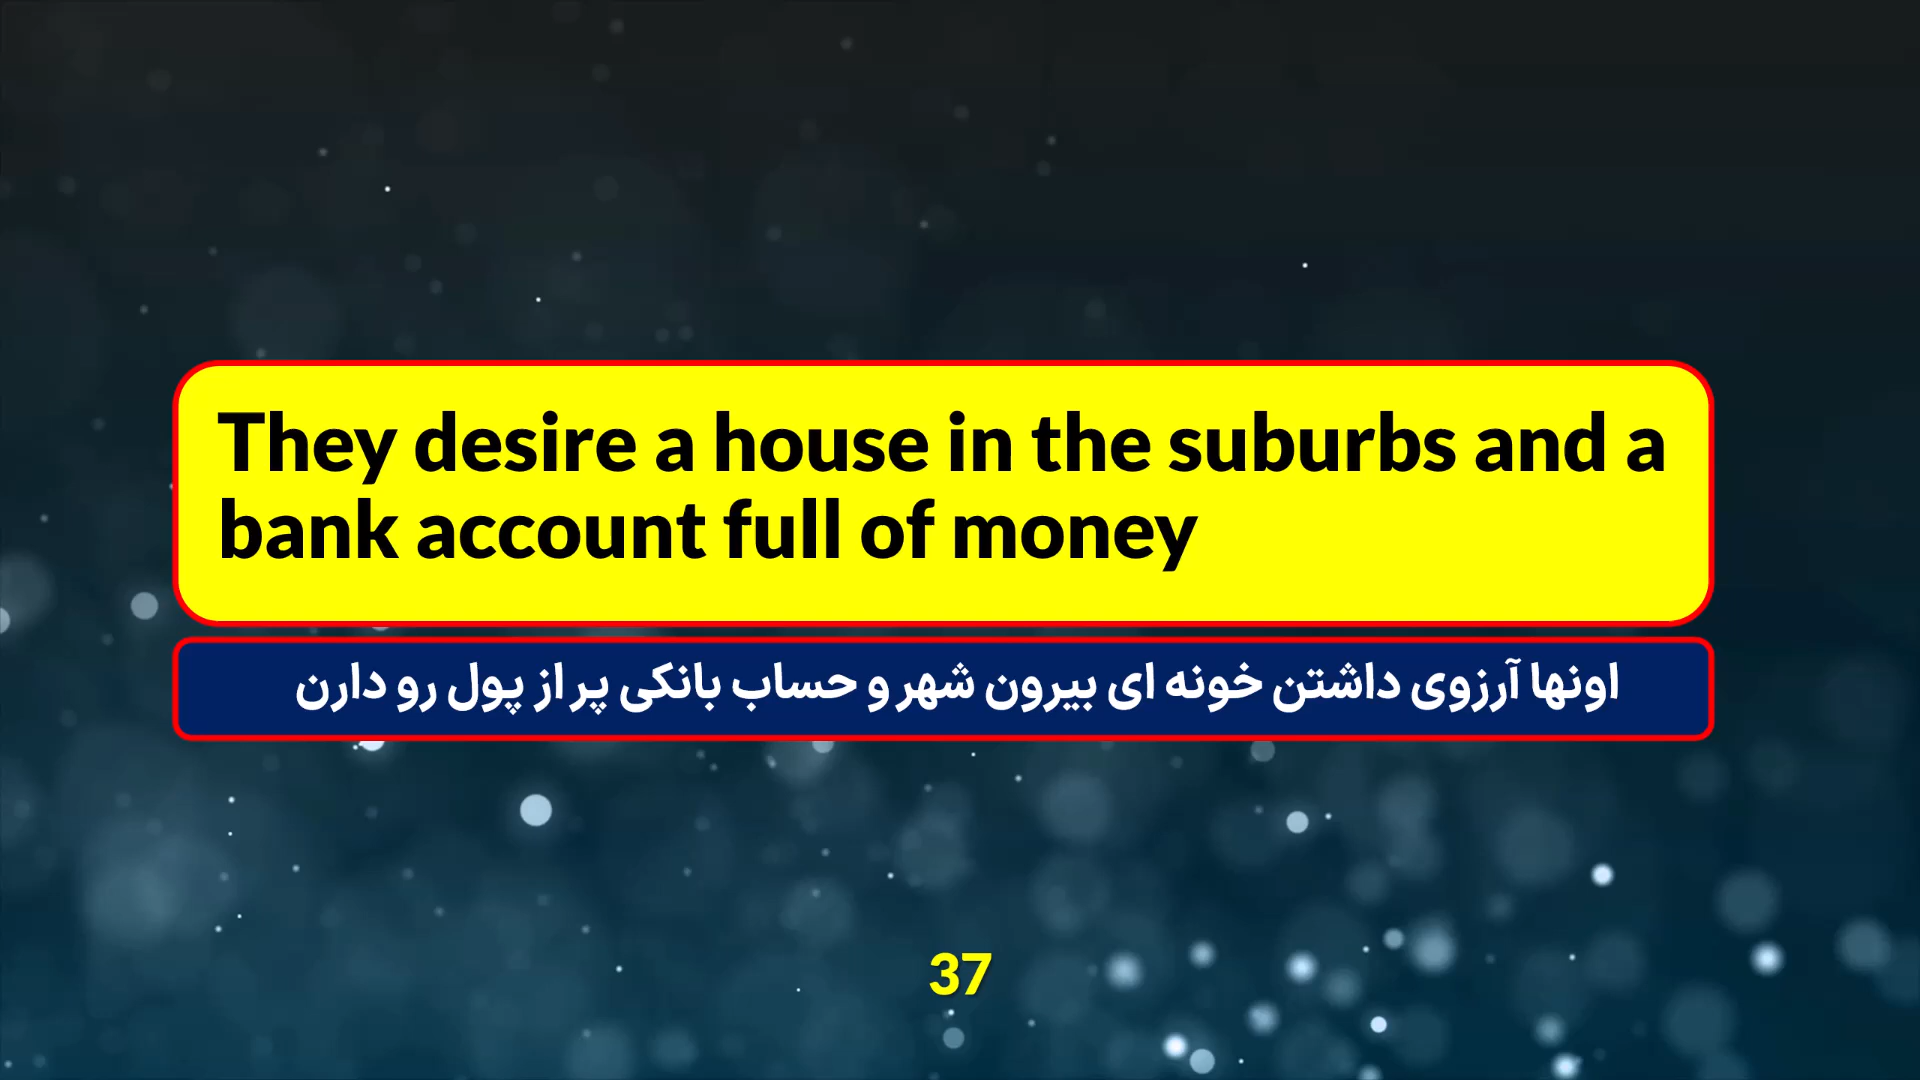 They desire a house in the suburbs and a
bank account full of money
اونها آرزوی داشتن خونه ای بیرون شهر و حساب بانکی پر از پول رو دارن
37